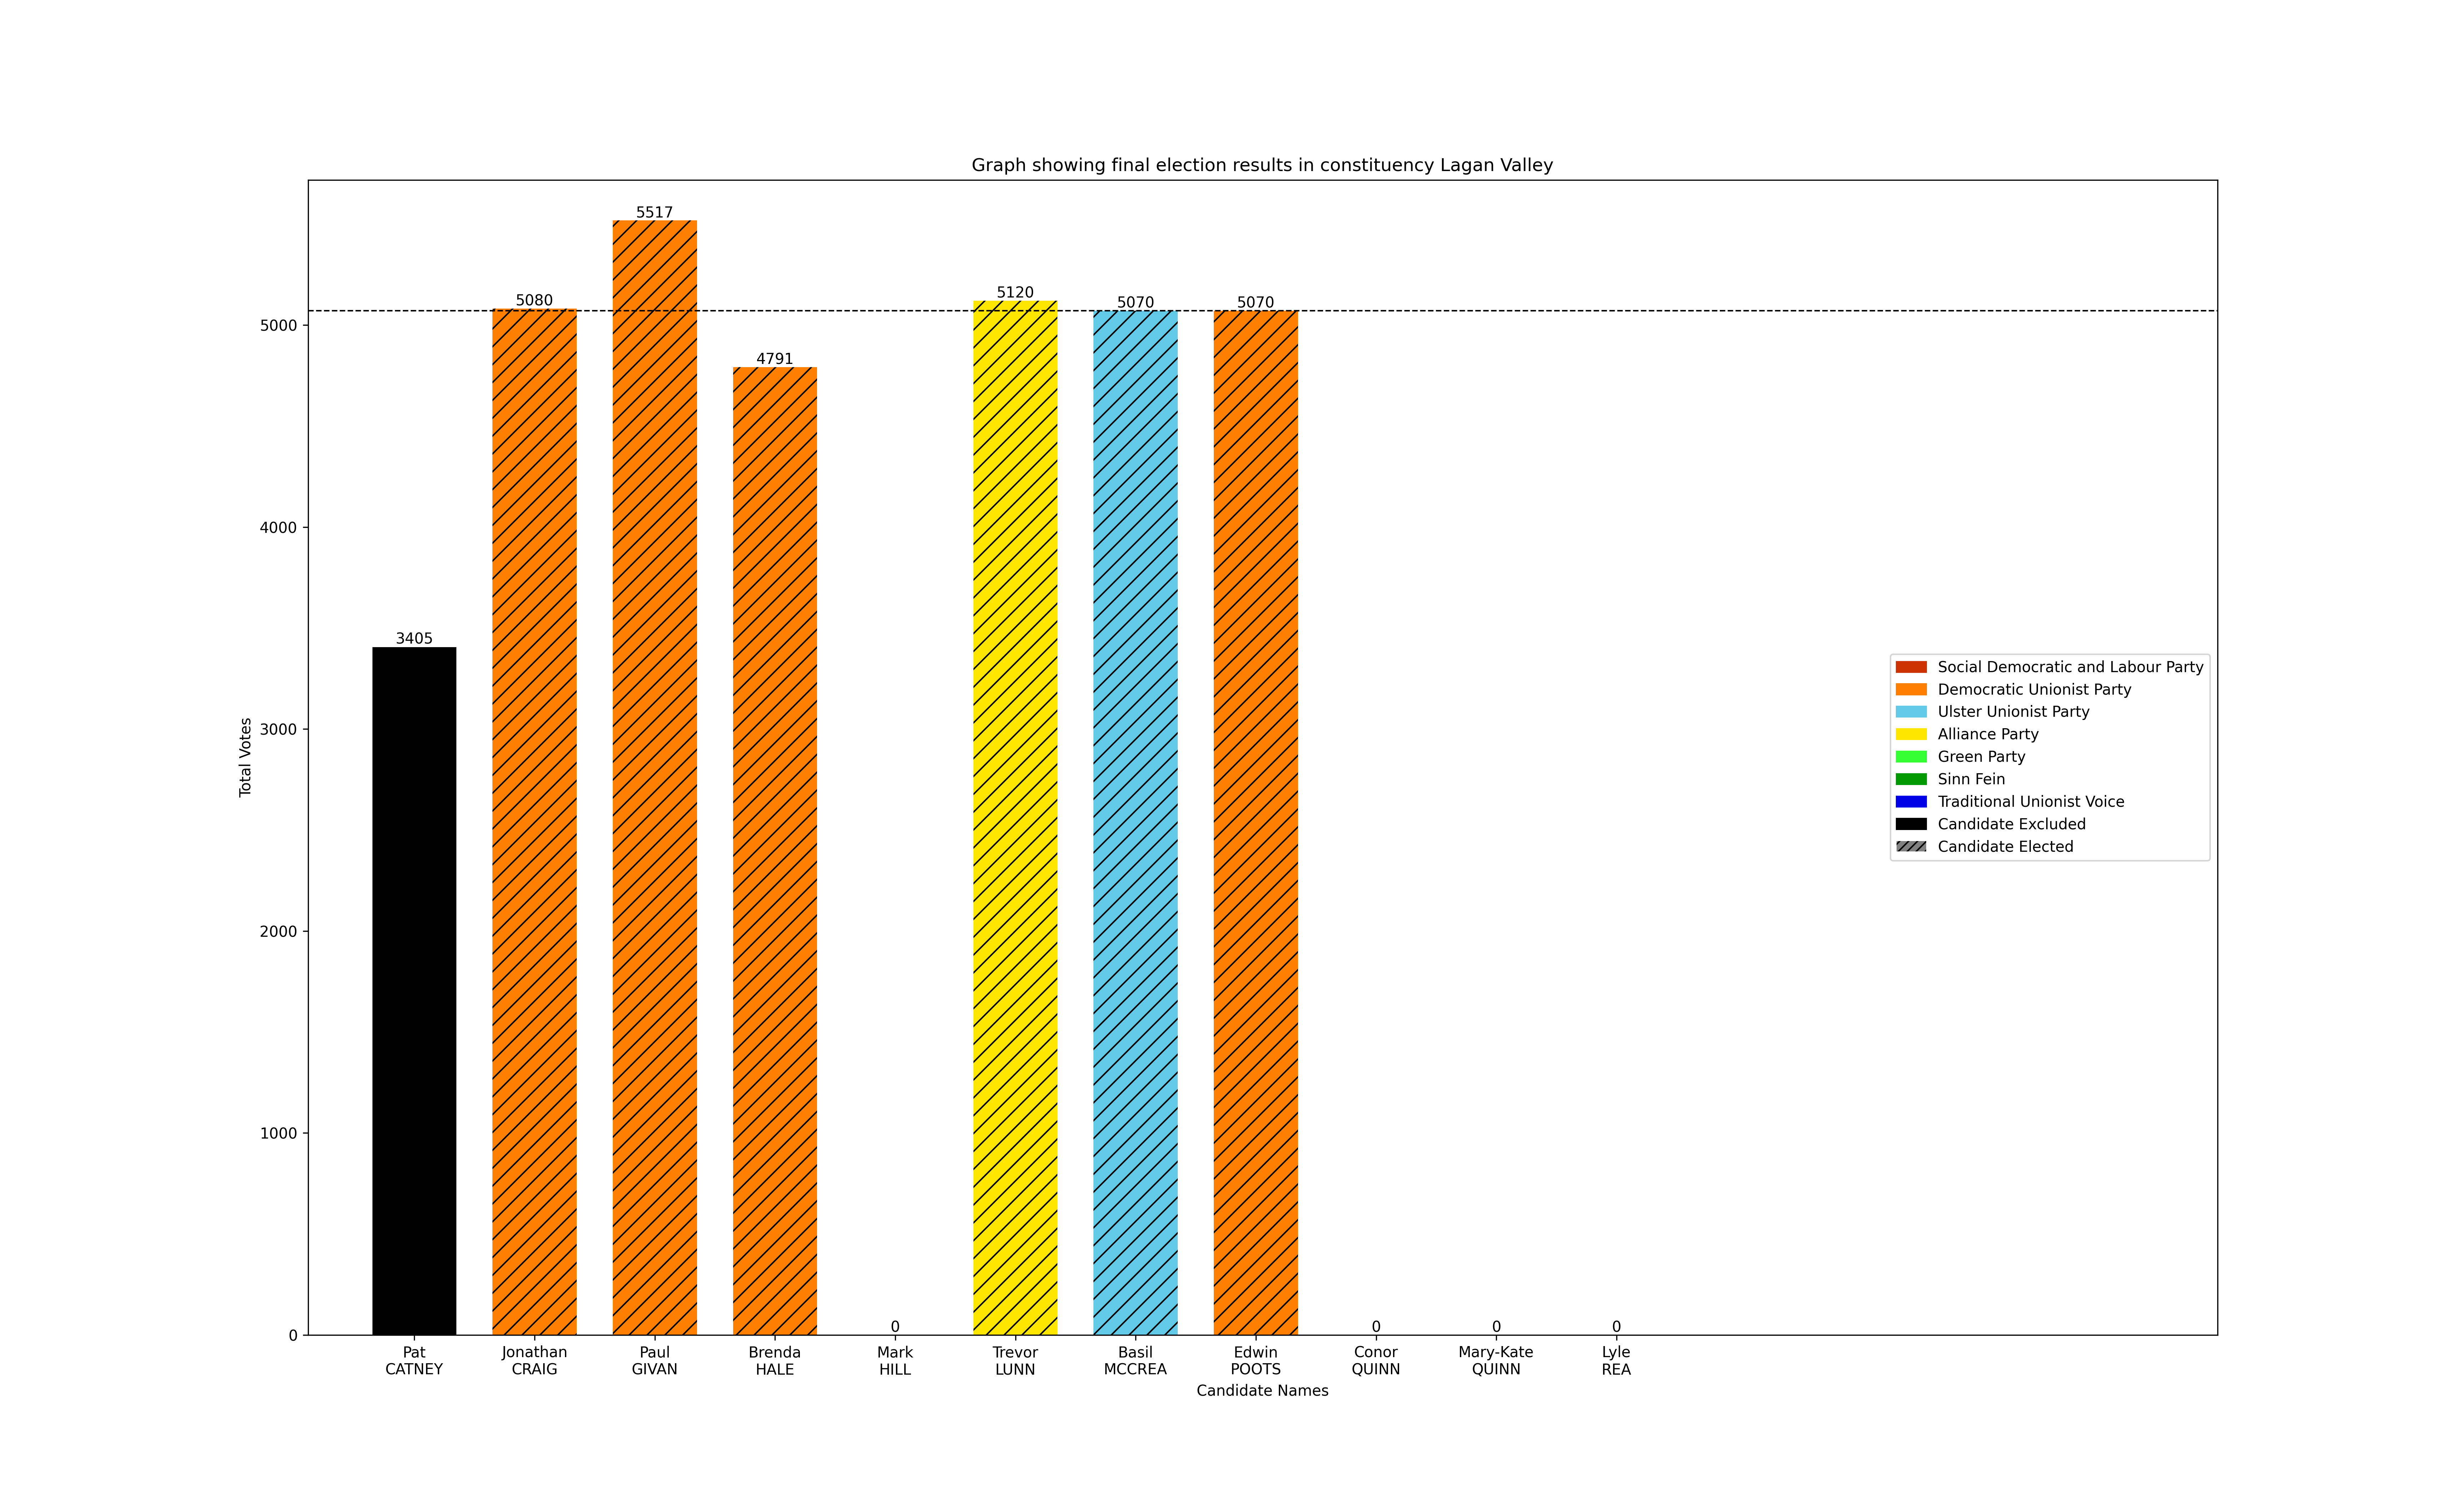 Graph showing final election results in constituency Lagan Valley
5517
5120
5080
5070
5070
4791
3405
0
0
0
0
5000
4000
3000
2000
1000
0
Total Votes
Social Democratic and Labour Party
Democratic Unionist Party
Ulster Unionist Party
Alliance Party
Green Party
Sinn Fein
Traditional Unionist Voice
Candidate Excluded
Candidate Elected
Pat
CATNEY
Jonathan
CRAIG
Paul
GIVAN
Brenda
HALE
Mark
HILL
Trevor
LUNN
Basil
MCCREA
Edwin
POOTS
Conor
QUINN
Mary-Kate
QUINN
Lyle
REA
Candidate Names